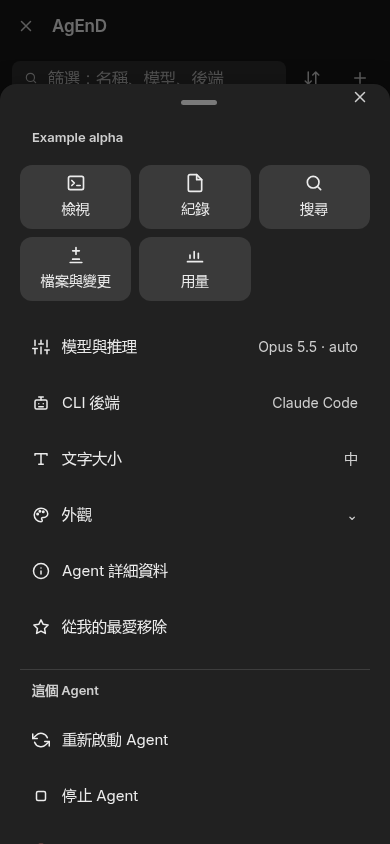 AgEnD
篩選：名稱、模型、後端
Example alpha
檢視
紀錄
搜尋
檔案與變更
用量
模型與推理
Opus 5.5 · auto
CLI 後端
Claude Code
文字大小
中
外觀
Agent 詳細資料
從我的最愛移除
這個 Agent
重新啟動 Agent
停止 Agent